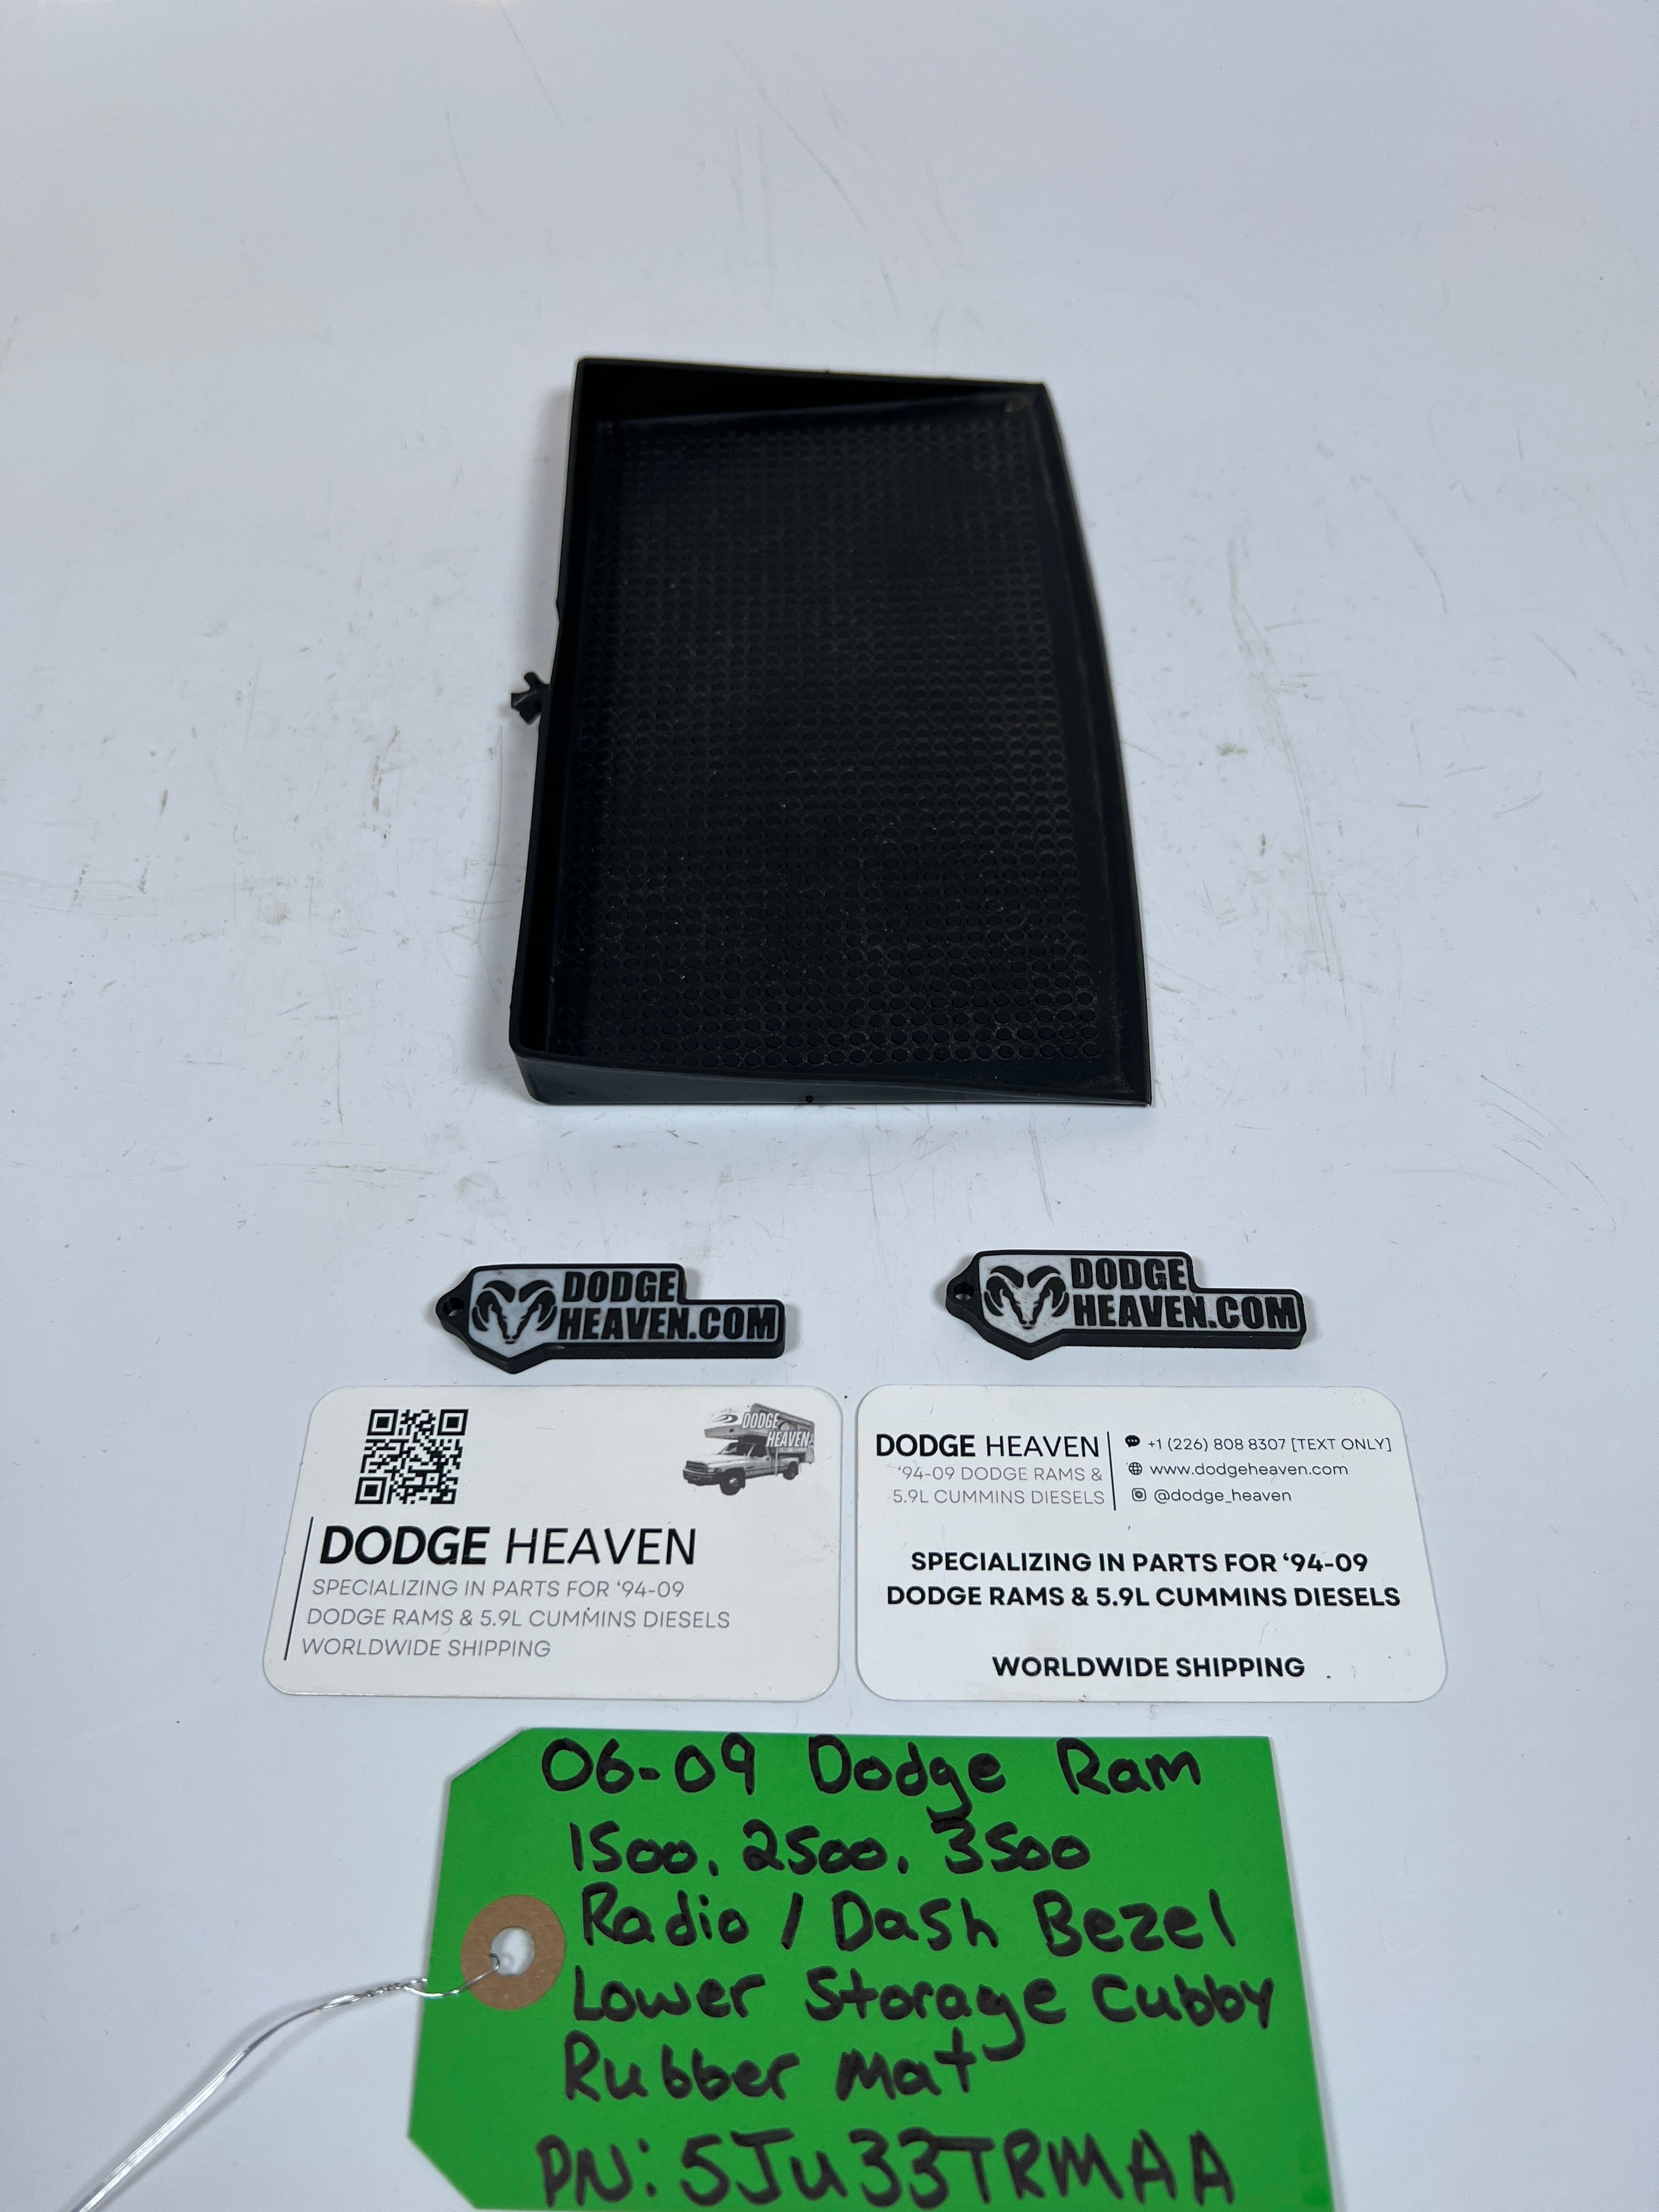 DODGE
HEAVEN.COM
DODGE
HEAVEN.COM
DODGE
HEAVEN
DODGE HEAVEN
SPECIALIZING IN PARTS FOR ‘94-09
DODGE RAMS & 5.9L CUMMINS DIESELS
WORLDWIDE SHIPPING
DODGE HEAVEN
‘94-09 DODGE RAMS &
5.9L CUMMINS DIESELS
+1 (226) 808 8307 [TEXT ONLY]
www.dodgeheaven.com
@dodge_heaven
SPECIALIZING IN PARTS FOR ‘94-09
DODGE RAMS & 5.9L CUMMINS DIESELS
WORLDWIDE SHIPPING
06-09 Dodge Ram
1500, 2500, 3500
Radio / Dash Bezel
Lower Storage Cubby
Rubber Mat
PN: 5Ju33TRMAA